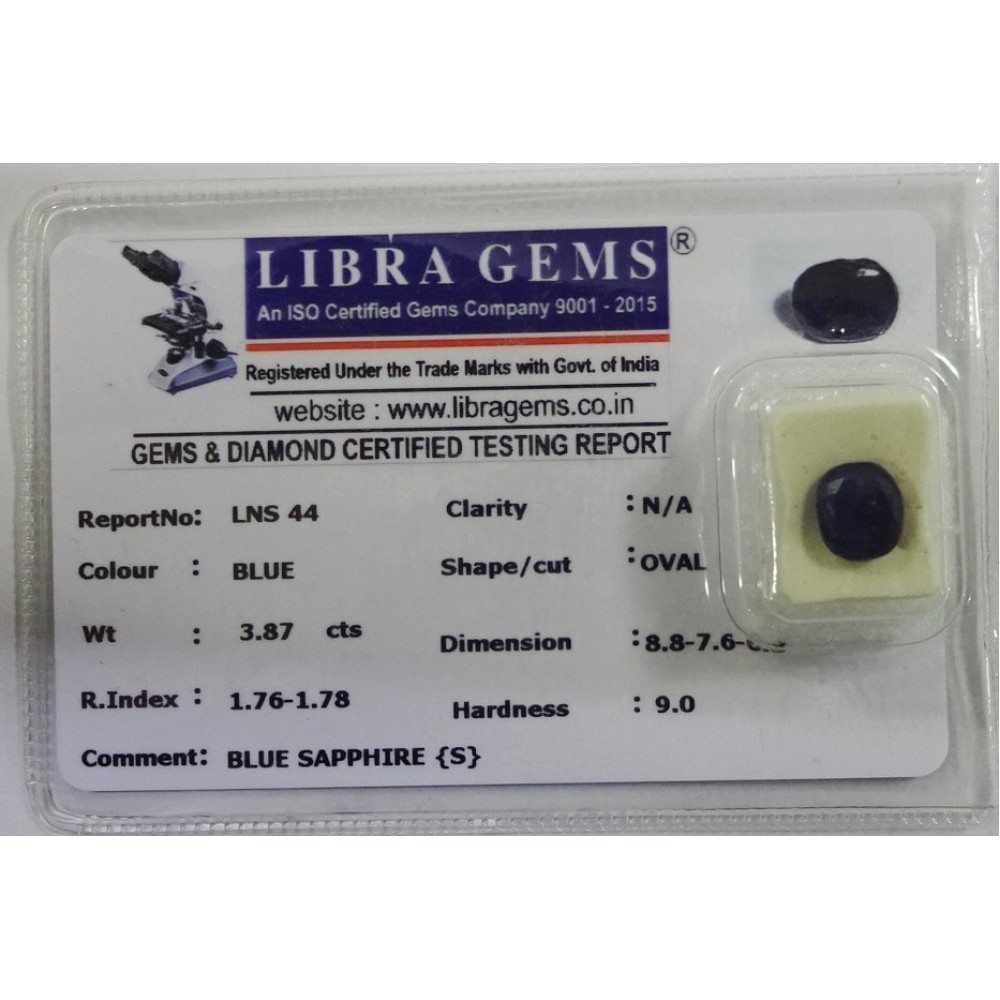 LIBRA GEMS ®
An ISO Certified Gems Company 9001 - 2015
Registered Under the Trade Marks with Govt. of India
website : www.libragems.co.in
GEMS & DIAMOND CERTIFIED TESTING REPORT
ReportNo: LNS 44 Clarity : N/A
Colour : BLUE Shape/cut : OVAL
Wt : 3.87 cts Dimension : 8.8-7.6-
R.Index : 1.76-1.78 Hardness : 9.0
Comment: BLUE SAPPHIRE {S}